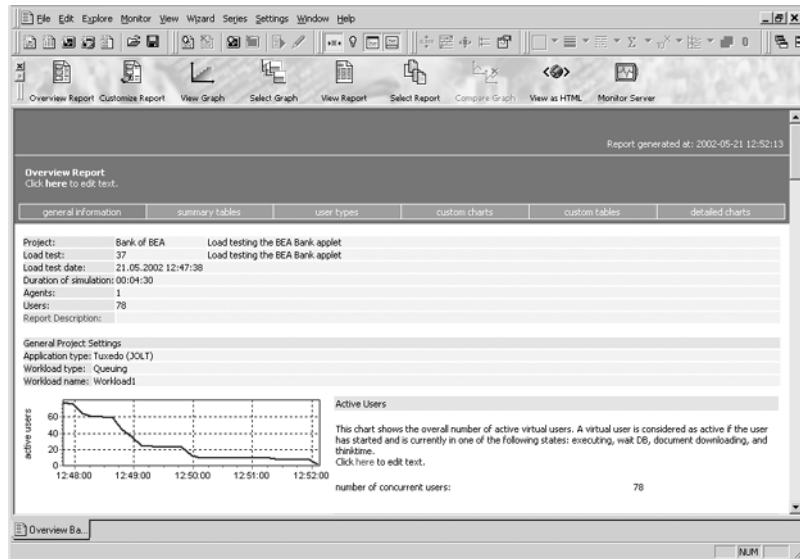 File Edit Explore Monitor View Wizard Series Settings Window Help
Overview Report Customize Report View Graph Select Graph View Report Select Report Compare Graph View as HTML Monitor Server
Report generated at: 2002-05-21 12:52:13
Overview Report
Click here to edit text.
general information summary tables user types custom charts custom tables detailed charts
Project: Bank of BEA Load testing the BEA Bank applet
Load test: 37 Load testing the BEA Bank applet
Load test date: 21.05.2002 12:47:38
Duration of simulation: 00:04:30
Agents: 1
Users: 78
Report Description:
General Project Settings
Application type: Tuxedo (JOLT)
Workload type: Queuing
Workload name: Workload1
active users
60
40
20
0
12:48:00 12:49:00 12:50:00 12:51:00 12:52:00
Active Users
This chart shows the overall number of active virtual users. A virtual user is considered as active if the user
has started and is currently in one of the following states: executing, wait DB, document downloading, and
thinktime.
Click here to edit text.
number of concurrent users: 78
Overview Ba...
NUM